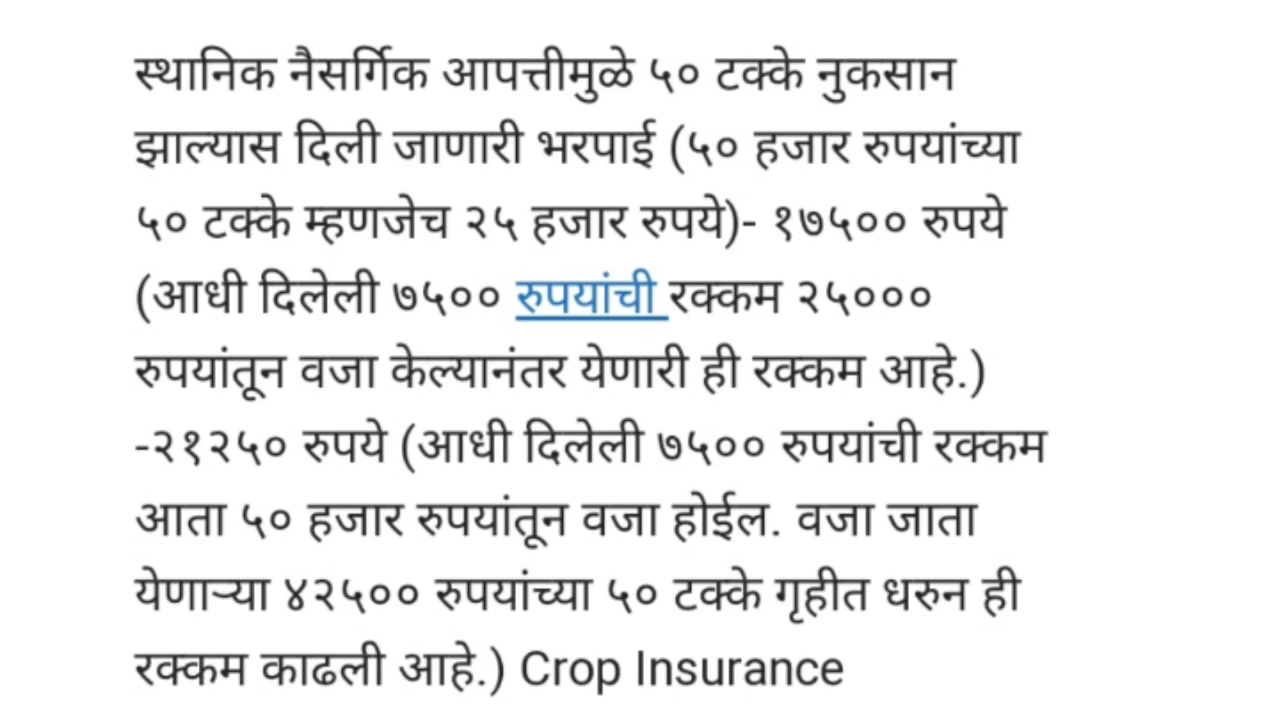 स्थानिक नैसर्गिक आपत्तीमुळे ५० टक्के नुकसान
झाल्यास दिली जाणारी भरपाई (५० हजार रुपयांच्या
५० टक्के म्हणजेच २५ हजार रुपये)- १७५०० रुपये
(आधी दिलेली ७५०० रुपयांची रक्कम २५०००
रुपयांतून वजा केल्यानंतर येणारी ही रक्कम आहे.)
-२१२५० रुपये (आधी दिलेली ७५०० रुपयांची रक्कम
आता ५० हजार रुपयांतून वजा होईल. वजा जाता
येणाऱ्या ४२५०० रुपयांच्या ५० टक्के गृहीत धरुन ही
रक्कम काढली आहे.) Crop Insurance